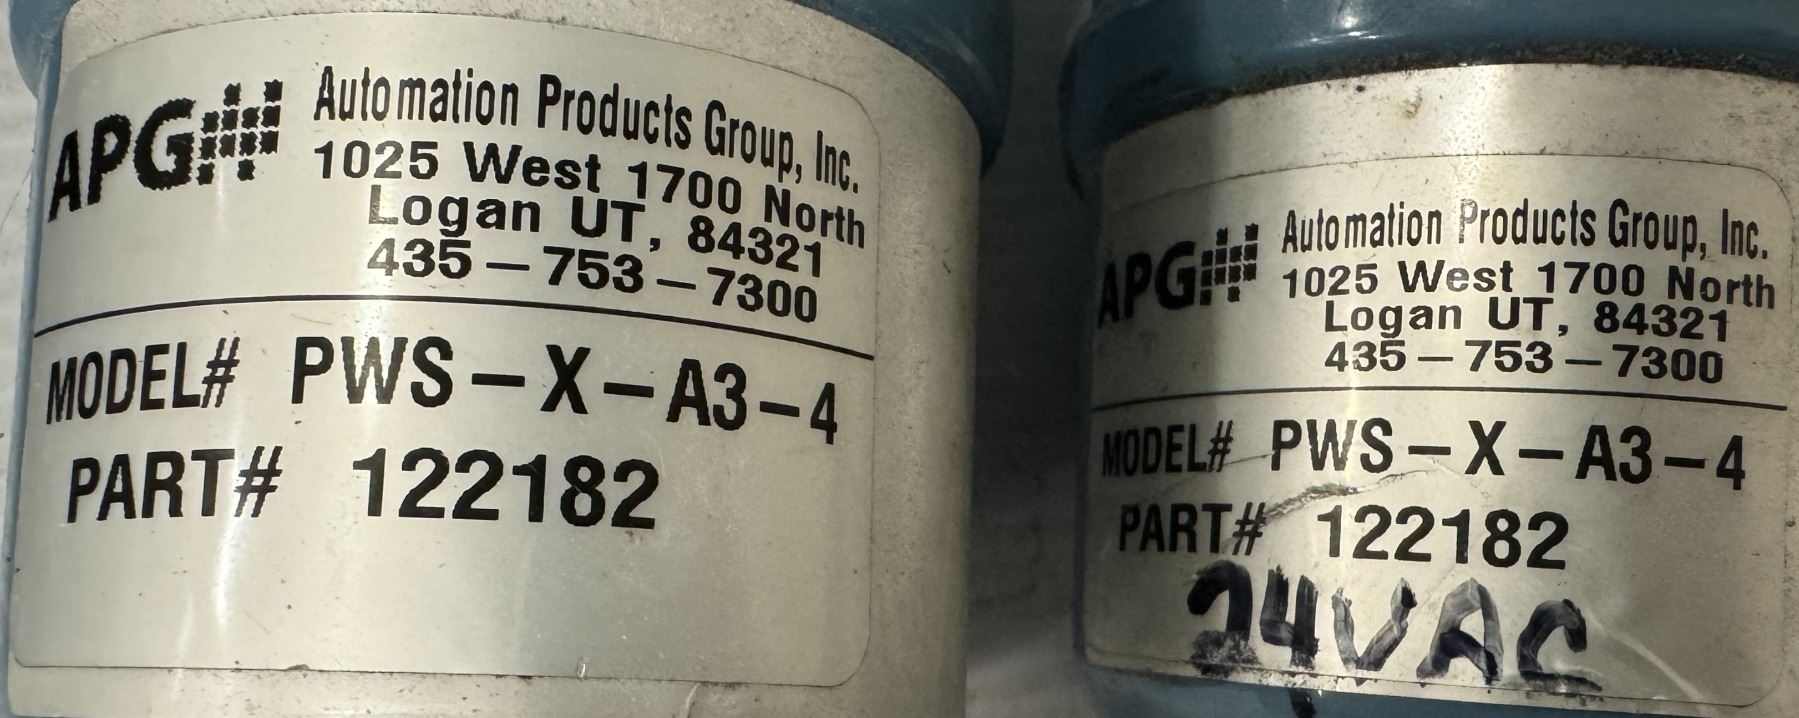 APG
Automation Products Group, Inc.
1025 West 1700 North
Logan UT, 84321
435-753-7300
MODEL# PWS-X-A3-4
PART# 122182
APG
Automation Products Group, Inc.
1025 West 1700 North
Logan UT, 84321
435-753-7300
MODEL# PWS-X-A3-4
PART# 122182
24VAC